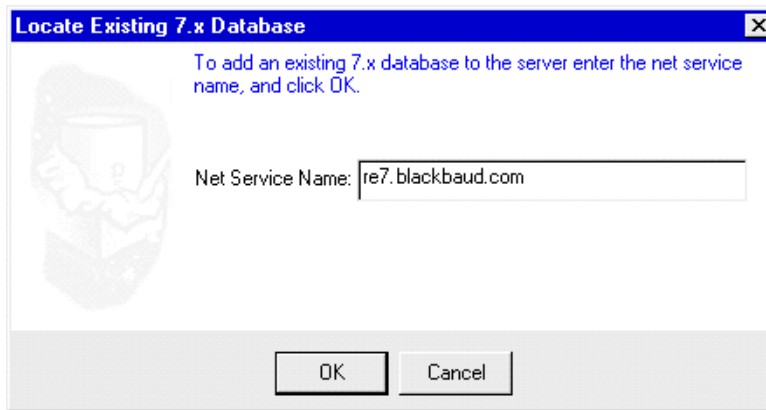 Locate Existing 7.x Database
To add an existing 7.x database to the server enter the net service
name, and click OK.
Net Service Name: re7.blackbaud.com
OK Cancel